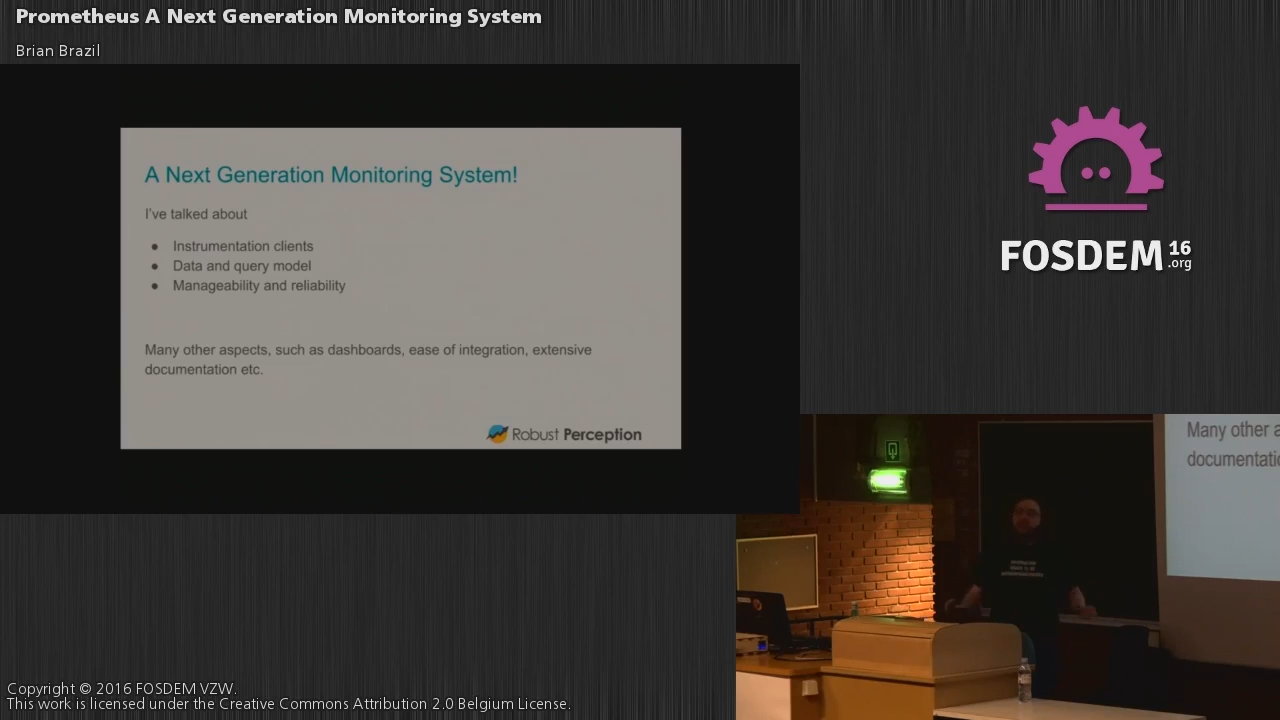 Prometheus A Next Generation Monitoring System
Brian Brazil
A Next Generation Monitoring System!
I've talked about
● Instrumentation clients
● Data and query model
● Manageability and reliability
Many other aspects, such as dashboards, ease of integration, extensive
documentation etc.
Robust Perception
FOSDEM 16
.org
Many other a
documentatio
Copyright © 2016 FOSDEM VZW.
This work is licensed under the Creative Commons Attribution 2.0 Belgium License.